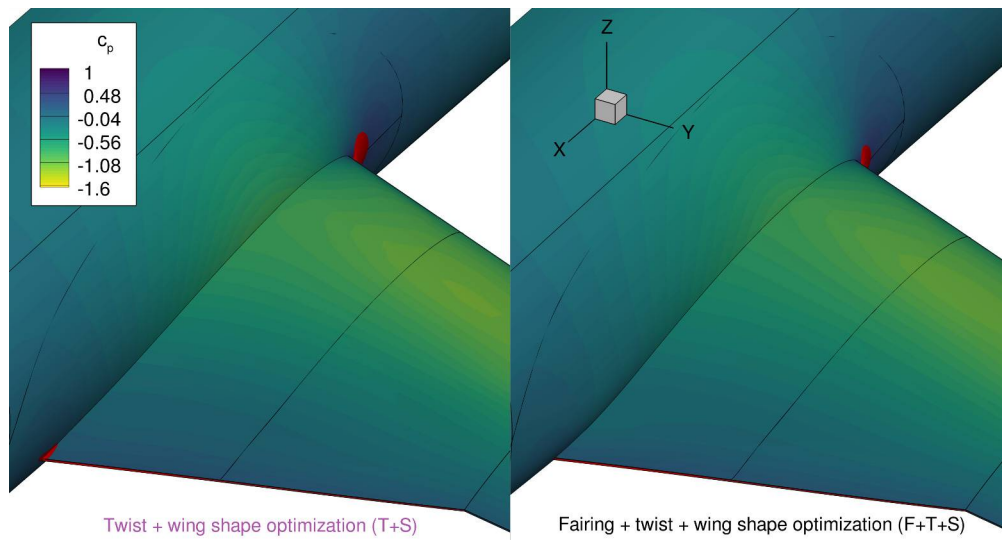 c_p
1
0.48
-0.04
-0.56
-1.08
-1.6
Z
Y
X
Twist + wing shape optimization (T+S)
Fairing + twist + wing shape optimization (F+T+S)